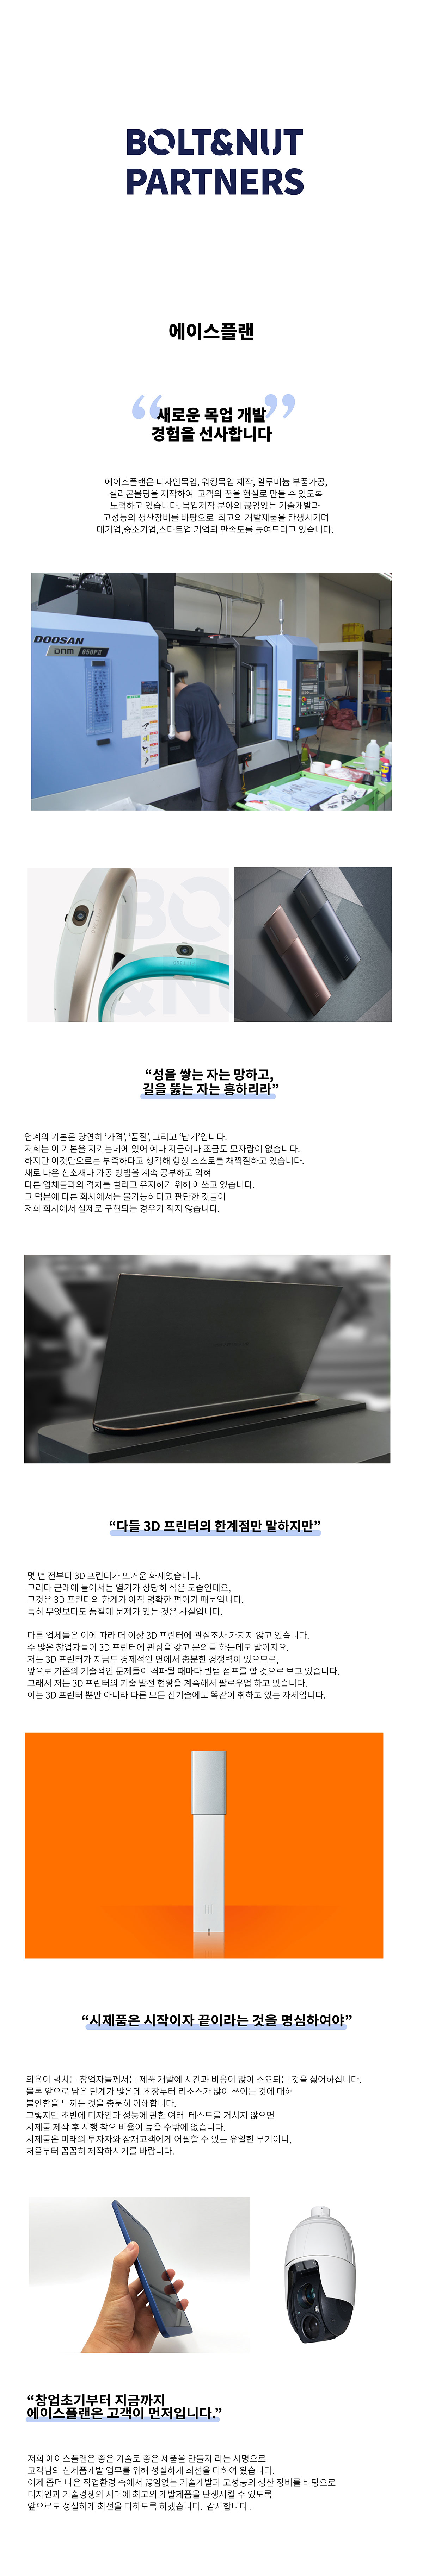 BOLT&NUT
PARTNERS
에이스플랜
“새로운 목업 개발”
경험을 선사합니다
에이스플랜은 디자인목업, 워킹목업 제작, 알루미늄 부품가공,
실리콘몰딩을 제작하여  고객의 꿈을 현실로 만들 수 있도록
노력하고 있습니다. 목업제작 분야의 끊임없는 기술개발과
고성능의 생산장비를 바탕으로  최고의 개발제품을 탄생시키며
대기업,중소기업,스타트업 기업의 만족도를 높여드리고 있습니다.
DOOSAN
DNM 650PⅡ
BOLT
&NUT
“성을 쌓는 자는 망하고,
길을 뚫는 자는 흥하리라”
업계의 기본은 당연히 ‘가격’, ‘품질’, 그리고 ‘납기’입니다.
저희는 이 기본을 지키는데에 있어 예나 지금이나 조금도 모자람이 없습니다.
하지만 이것만으로는 부족하다고 생각해 항상 스스로를 채찍질하고 있습니다.
새로 나온 신소재나 가공 방법을 계속 공부하고 익혀
다른 업체들과의 격차를 벌리고 유지하기 위해 애쓰고 있습니다.
그 덕분에 다른 회사에서는 불가능하다고 판단한 것들이
저희 회사에서 실제로 구현되는 경우가 적지 않습니다.
“다들 3D 프린터의 한계점만 말하지만”
몇 년 전부터 3D 프린터가 뜨거운 화제였습니다.
그러다 근래에 들어서는 열기가 상당히 식은 모습인데요,
그것은 3D 프린터의 한계가 아직 명확한 편이기 때문입니다.
특히 무엇보다도 품질에 문제가 있는 것은 사실입니다.
다른 업체들은 이에 따라 더 이상 3D 프린터에 관심조차 가지지 않고 있습니다.
수 많은 창업자들이 3D 프린터에 관심을 갖고 문의를 하는데도 말이지요.
저는 3D 프린터가 지금도 경제적인 면에서 충분한 경쟁력이 있으므로,
앞으로 기존의 기술적인 문제들이 격파될 때마다 퀀텀 점프를 할 것으로 보고 있습니다.
그래서 저는 3D 프린터의 기술 발전 현황을 계속해서 팔로우업 하고 있습니다.
이는 3D 프린터 뿐만 아니라 다른 모든 신기술에도 똑같이 취하고 있는 자세입니다.
“시제품은 시작이자 끝이라는 것을 명심하여야”
의욕이 넘치는 창업자들께서는 제품 개발에 시간과 비용이 많이 소요되는 것을 싫어하십니다.
물론 앞으로 남은 단계가 많은데 초장부터 리소스가 많이 쓰이는 것에 대해
불안함을 느끼는 것을 충분히 이해합니다.
그렇지만 초반에 디자인과 성능에 관한 여러  테스트를 거치지 않으면
시제품 제작 후 시행 착오 비율이 높을 수밖에 없습니다.
시제품은 미래의 투자자와 잠재고객에게 어필할 수 있는 유일한 무기이니,
처음부터 꼼꼼히 제작하시기를 바랍니다.
“창업초기부터 지금까지
에이스플랜은 고객이 먼저입니다.”
저희 에이스플랜은 좋은 기술로 좋은 제품을 만들자 라는 사명으로
고객님의 신제품개발 업무를 위해 성실하게 최선을 다하여 왔습니다.
이제 좀더 나은 작업환경 속에서 끊임없는 기술개발과 고성능의 생산 장비를 바탕으로
디자인과 기술경쟁의 시대에 최고의 개발제품을 탄생시킬 수 있도록
앞으로도 성실하게 최선을 다하도록 하겠습니다.  감사합니다 .